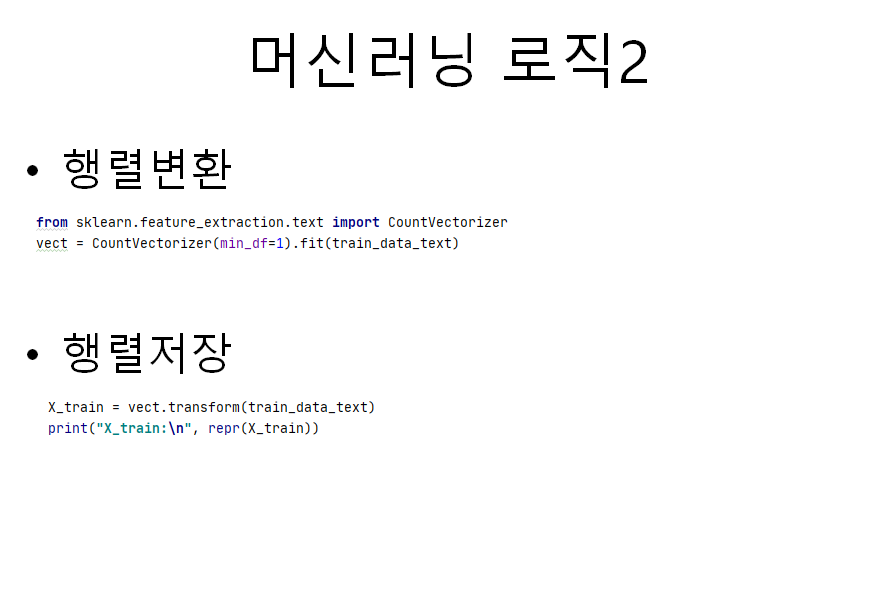 머신러닝 로직2
• 행렬변환
from sklearn.feature_extraction.text import CountVectorizer
vect = CountVectorizer(min_df=1).fit(train_data_text)
• 행렬저장
X_train = vect.transform(train_data_text)
print("X_train:\n", repr(X_train))